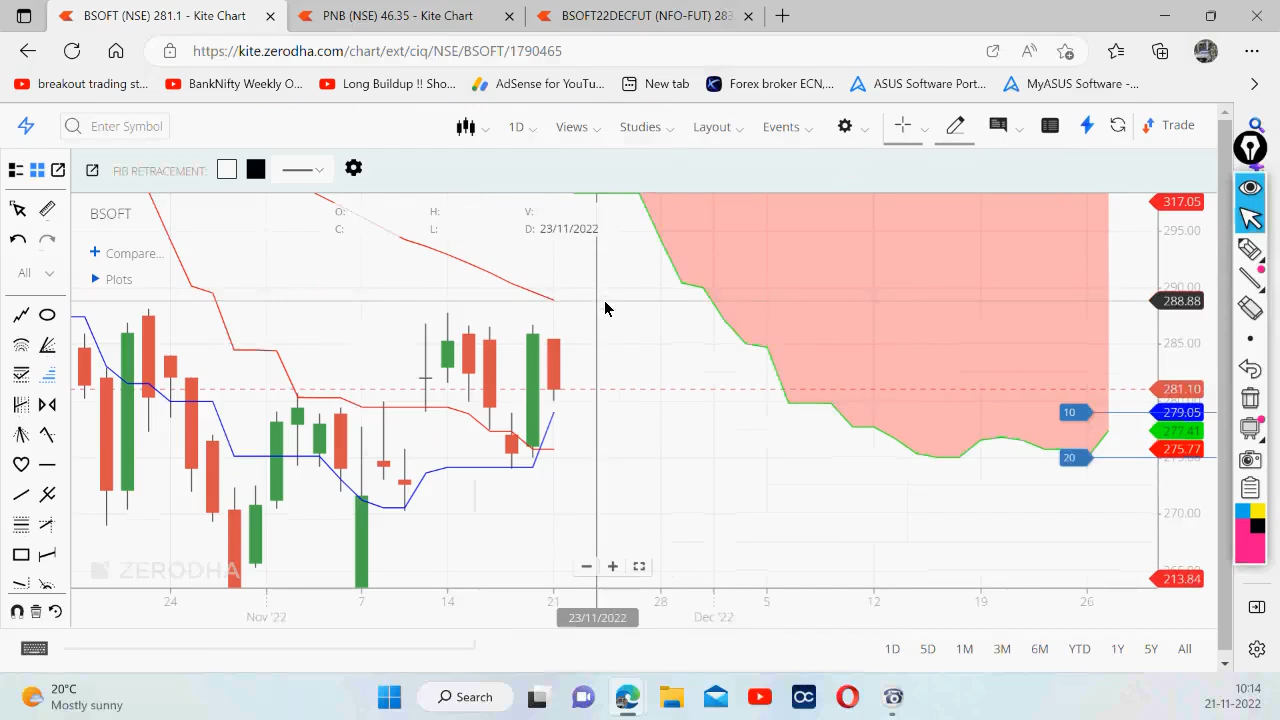 BSOFT (NSE) 281.1 - Kite Chart
PNB (NSE) 46.35 - Kite Chart
BSOFT22DECFUT (NFO-FUT) 283
https://kite.zerodha.com/chart/ext/ciq/NSE/BSOFT/1790465
breakout trading st...
BankNifty Weekly O...
Long Buildup !! Sho...
AdSense for YouTu...
New tab
Forex broker ECN,...
ASUS Software Port...
MyASUS Software -...
Enter Symbol
1D
Views
Studies
Layout
Events
Trade
FIB RETRACEMENT:
BSOFT
O:
H:
V:
C:
L:
D: 23/11/2022
Compare...
Plots
All
317.05
295.00
290.00
288.88
285.00
281.10
10
279.05
277.41
275.77
20
270.00
213.84
ZERODHA
24
7
14
21
28
5
12
19
26
Nov '22
23/11/2022
Dec '22
1D
5D
1M
3M
6M
YTD
1Y
5Y
All
20°C
Mostly sunny
Search
10:14
21-11-2022